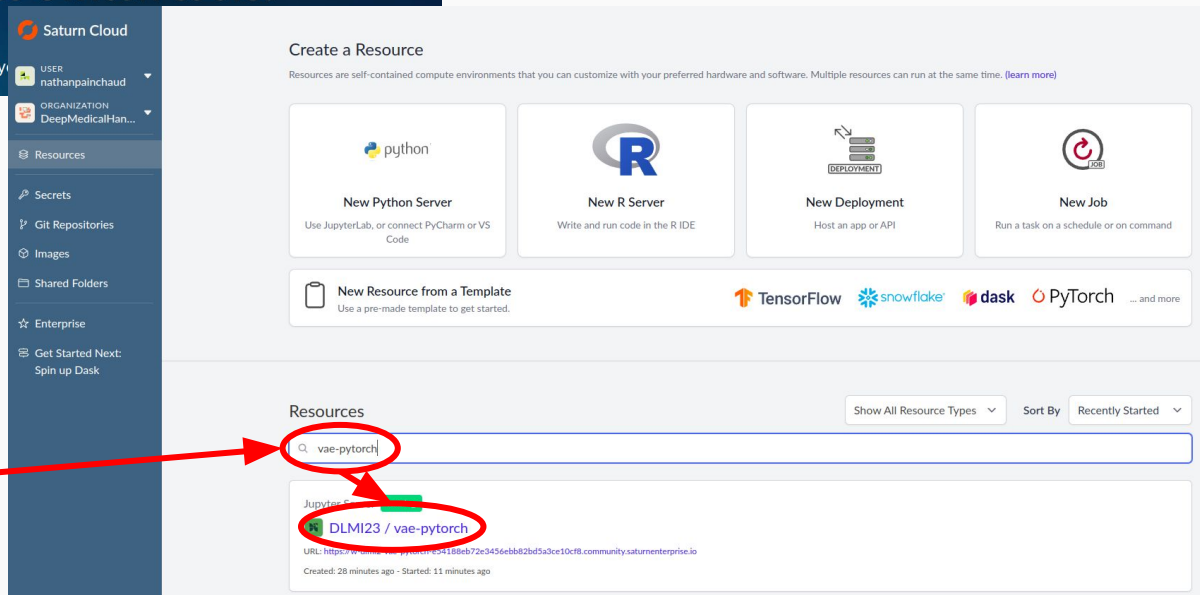 Saturn Cloud
USER
nathanpainchaud
ORGANIZATION
DeepMedicalHan...
Resources
Secrets
Git Repositories
Images
Shared Folders
Enterprise
Get Started Next:
Spin up Dask
Create a Resource
Resources are self-contained compute environments that you can customize with your preferred hardware and software. Multiple resources can run at the same time. (learn more)
python
New Python Server
Use JupyterLab, or connect PyCharm or VS
Code
R
New R Server
Write and run code in the R IDE
DEPLOYMENT
New Deployment
Host an app or API
JOB
New Job
Run a task on a schedule or on command
New Resource from a Template
Use a pre-made template to get started.
TensorFlow snowflake dask PyTorch ... and more
Resources
Show All Resource Types Sort By Recently Started
vae-pytorch
Jupyter
DLMI23 / vae-pytorch
URL:
Created: 28 minutes ago - Started: 11 minutes ago